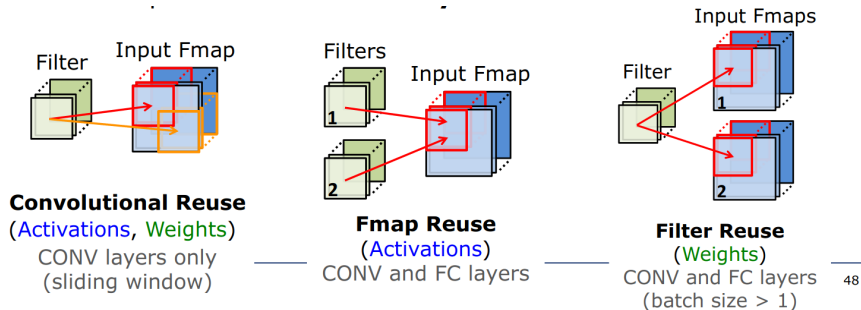 Filter
Input Fmap
Convolutional Reuse
(Activations, Weights)
CONV layers only
(sliding window)
Filters
Input Fmap
1
2
Fmap Reuse
(Activations)
CONV and FC layers
Input Fmaps
Filter
1
2
Filter Reuse
(Weights)
CONV and FC layers
(batch size > 1)
48